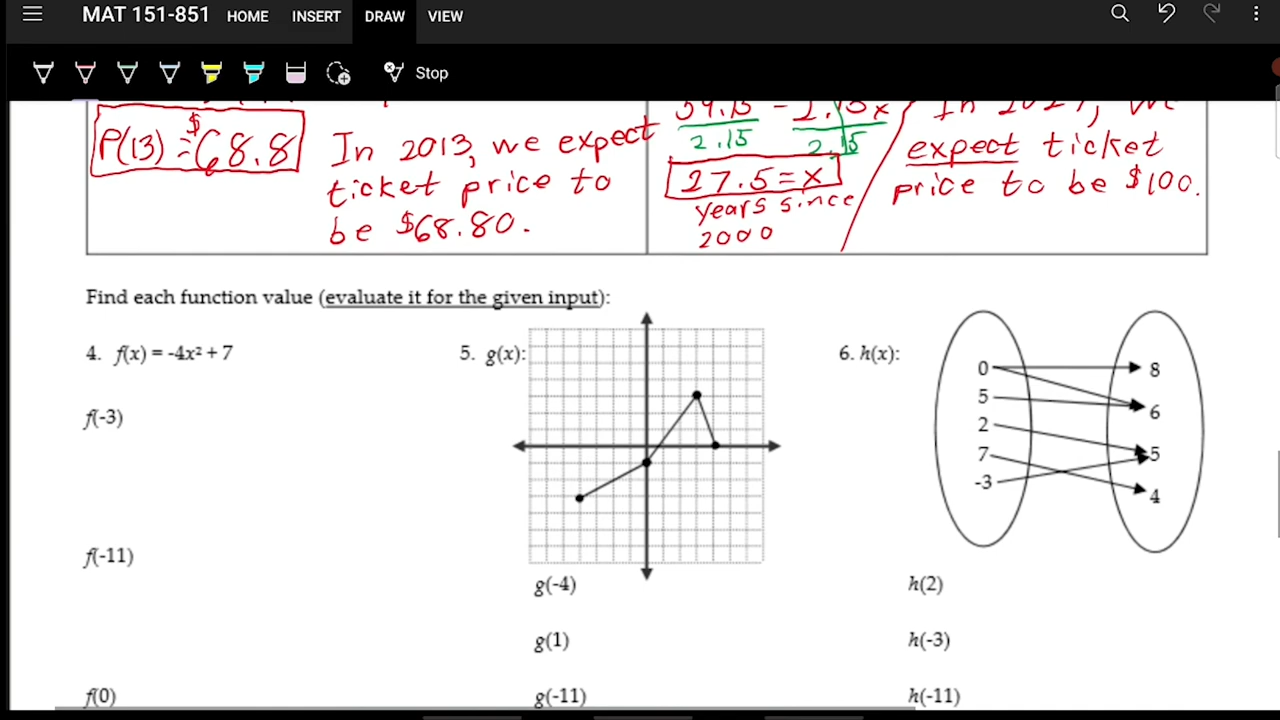 MAT 151-851 HOME INSERT DRAW VIEW
Stop
P(13) = $68.8
In 2013, we expect
ticket price to
be $68.80.
2.15 2.15
27.5 = x
years since
2000
expect ticket
price to be $100.
Find each function value (evaluate it for the given input):
4. f(x) = -4x² + 7
f(-3)
f(-11)
f(0)
5. g(x):
g(-4)
g(1)
g(-11)
6. h(x):
0 8
5 6
2 5
7 4
-3
h(2)
h(-3)
h(-11)